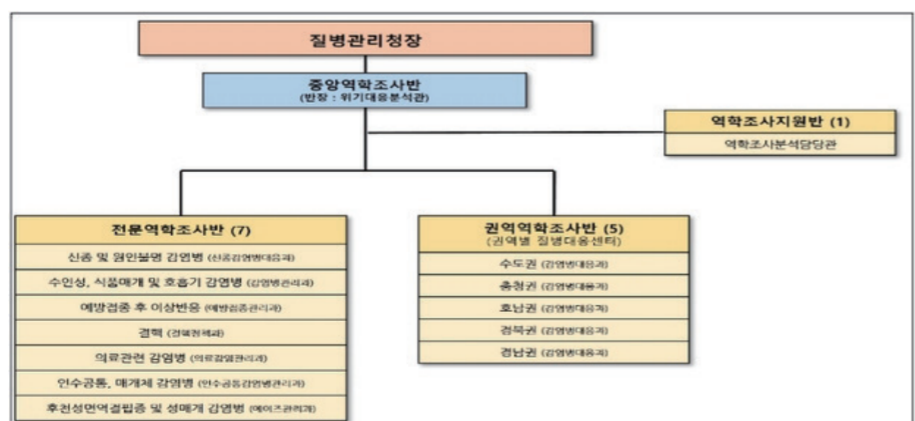 질병관리청장
중앙역학조사반
(반장 : 위기대응분석관)
역학조사지원반 (1)
역학조사분석담당관
전문역학조사반 (7)
신종 및 원인불명 감염병 (신종감염병대응과)
수인성, 식품매개 및 호흡기 감염병 (감염병관리과)
예방접종 후 이상반응 (예방접종관리과)
결핵 (결핵정책과)
의료관련 감염병 (의료감염관리과)
인수공통, 매개체 감염병 (인수공통감염병관리과)
후천성면역결핍증 및 성매개 감염병 (에이즈관리과)
권역역학조사반 (5)
(권역별 질병대응센터)
수도권 (감염병대응과)
충청권 (감염병대응과)
호남권 (감염병대응과)
경북권 (감염병대응과)
경남권 (감염병대응과)